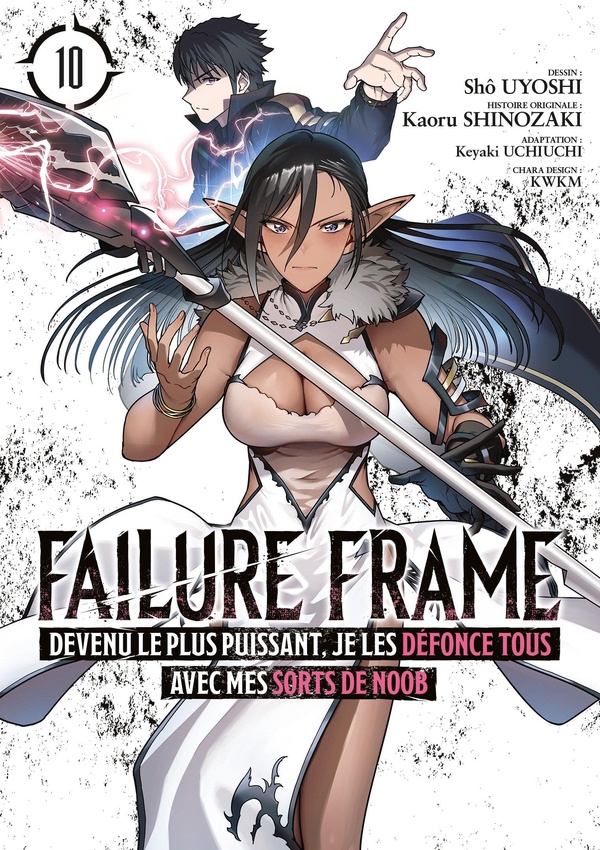 10
DESSIN :
Shô UYOSHI
HISTOIRE ORIGINALE :
Kaoru SHINOZAKI
ADAPTATION :
Keyaki UCHIUCHI
CHARA DESIGN :
KWKM
FAILURE FRAME
DEVENU LE PLUS PUISSANT, JE LES DÉFONCE TOUS
AVEC MES SORTS DE NOOB